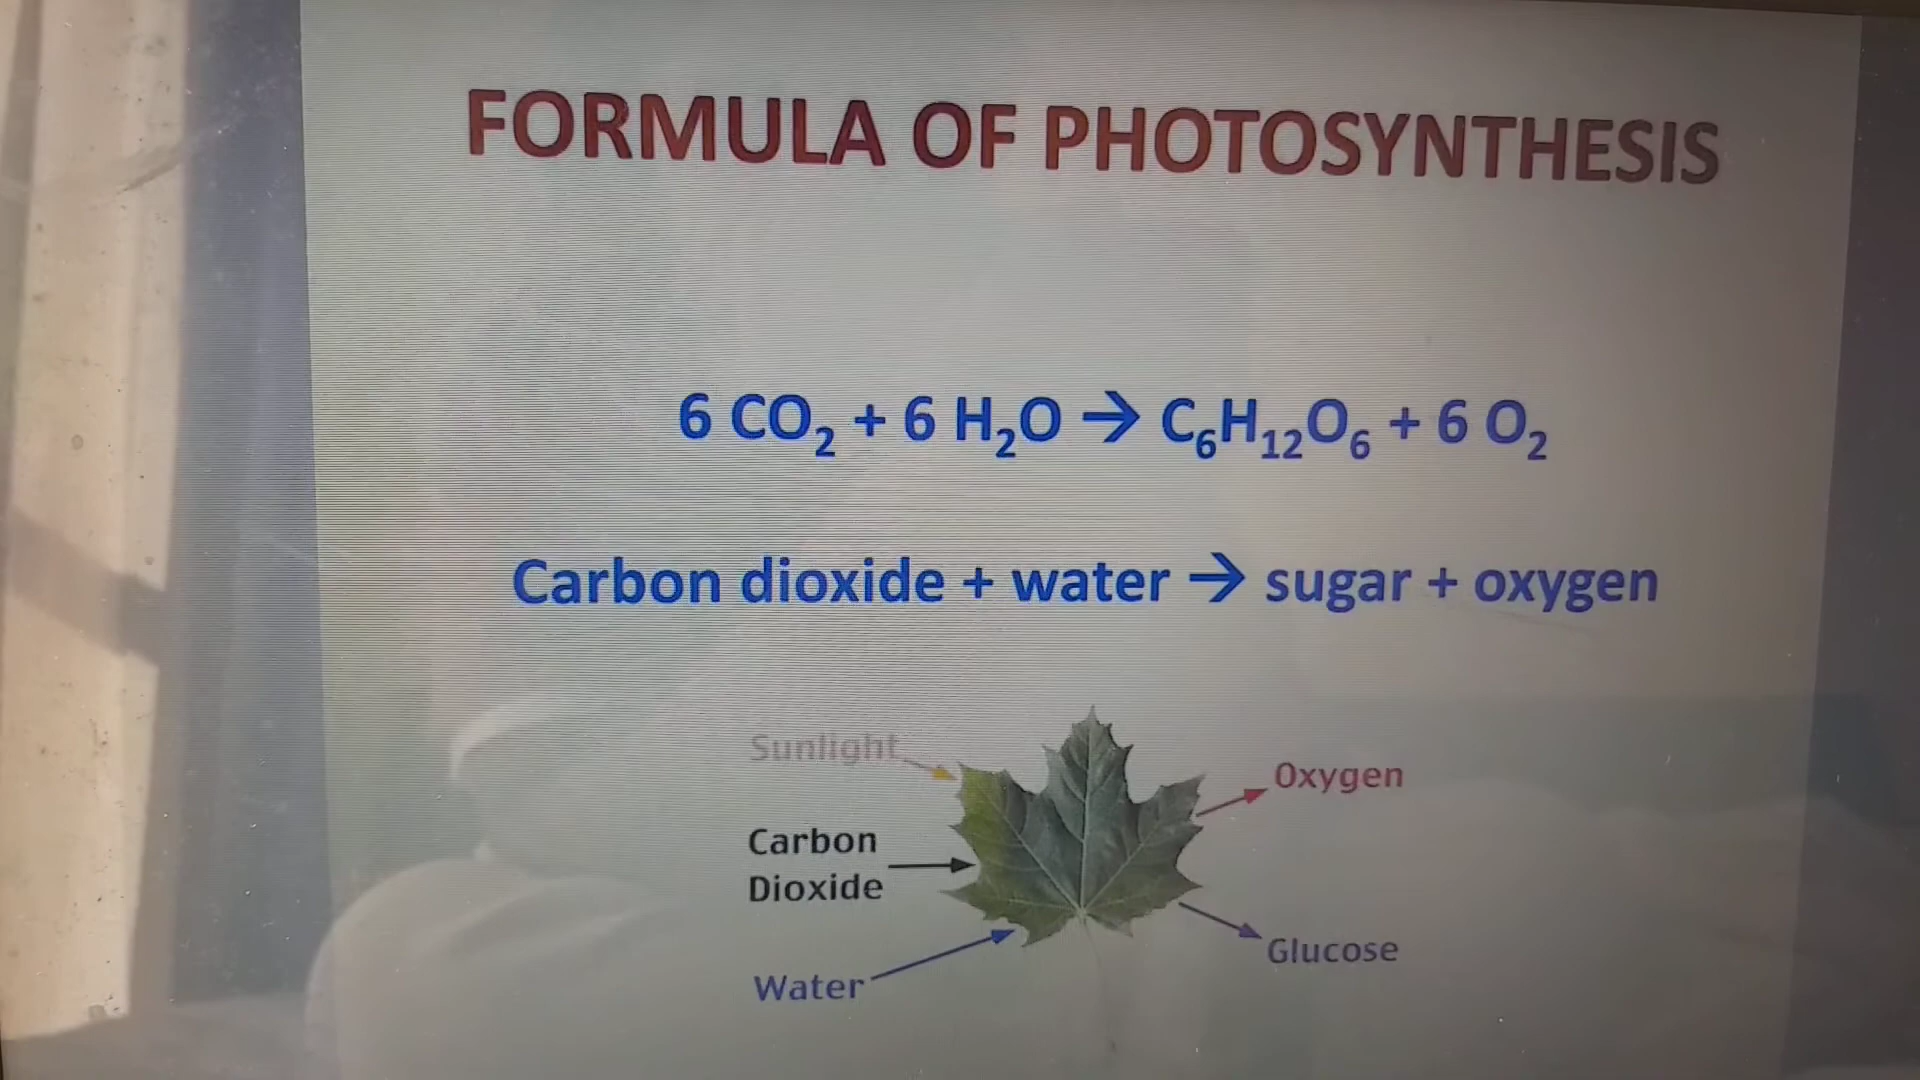 FORMULA OF PHOTOSYNTHESIS
6 CO₂ + 6 H₂O → C₆H₁₂O₆ + 6 O₂
Carbon dioxide + water → sugar + oxygen
Sunlight
Oxygen
Carbon
Dioxide
Glucose
Water